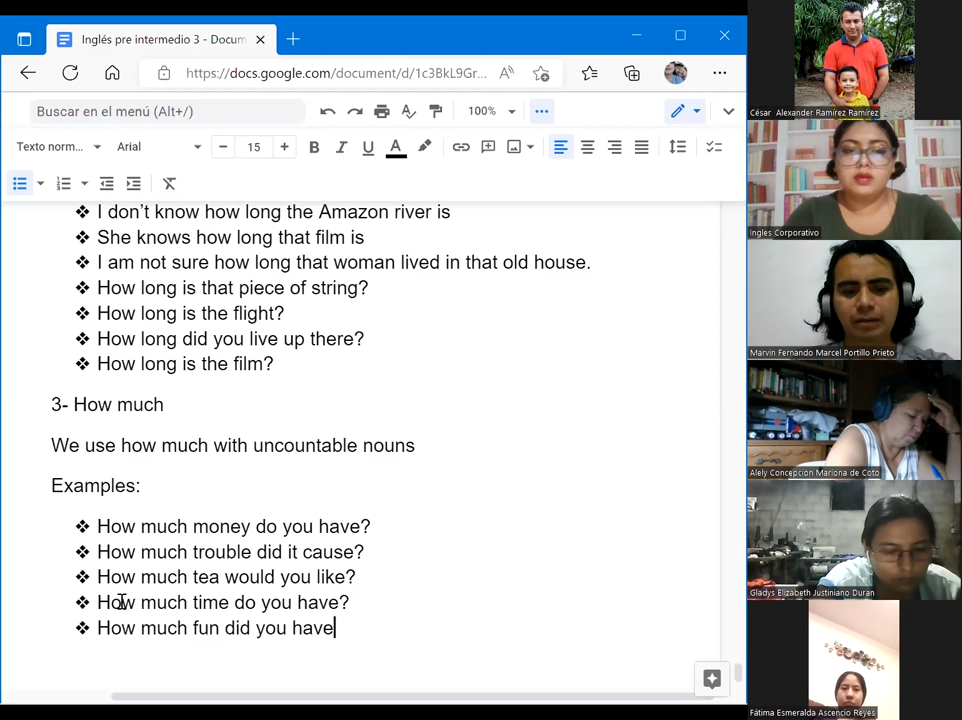 Inglés pre intermedio 3 - Docum
https://docs.google.com/document/d/1c3BkL9Gr...
Buscar en el menú (Alt+/)
100%
Texto norm...
Arial
15
I don't know how long the Amazon river is
She knows how long that film is
I am not sure how long that woman lived in that old house.
How long is that piece of string?
How long is the flight?
How long did you live up there?
How long is the film?
3- How much
We use how much with uncountable nouns
Examples:
How much money do you have?
How much trouble did it cause?
How much tea would you like?
How much time do you have?
How much fun did you have
César Alexander Ramírez Ramírez
Ingles Corporativo
Marvin Fernando Marcel Portillo Prieto
Alely Concepcion Mariona de Coto
Gladys Elizabeth Justiniano Duran
Fátima Esmeralda Ascencio Reyes